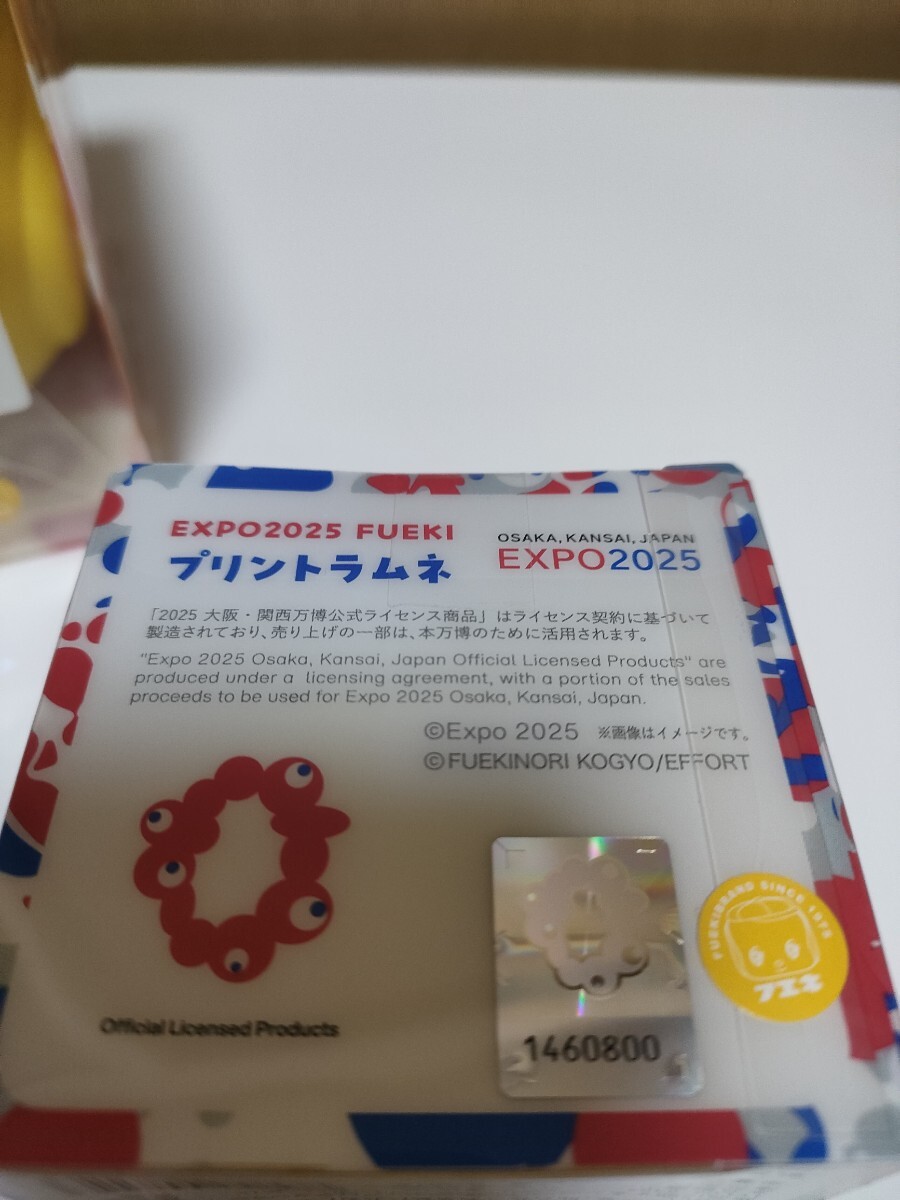 EXPO2025 FUEKI
プリントラムネ
OSAKA, KANSAI, JAPAN
EXPO2025
「2025 大阪・関西万博公式ライセンス商品」はライセンス契約に基づいて
製造されており、売り上げの一部は、本万博のために活用されます。
"Expo 2025 Osaka, Kansai, Japan Official Licensed Products" are
produced under a licensing agreement, with a portion of the sales
proceeds to be used for Expo 2025 Osaka, Kansai, Japan.
©Expo 2025 ※画像はイメージです。
©FUEKINORI KOGYO/EFFORT
Official Licensed Products
1460800
FUEKIBRAND SINCE 1975
フエキ